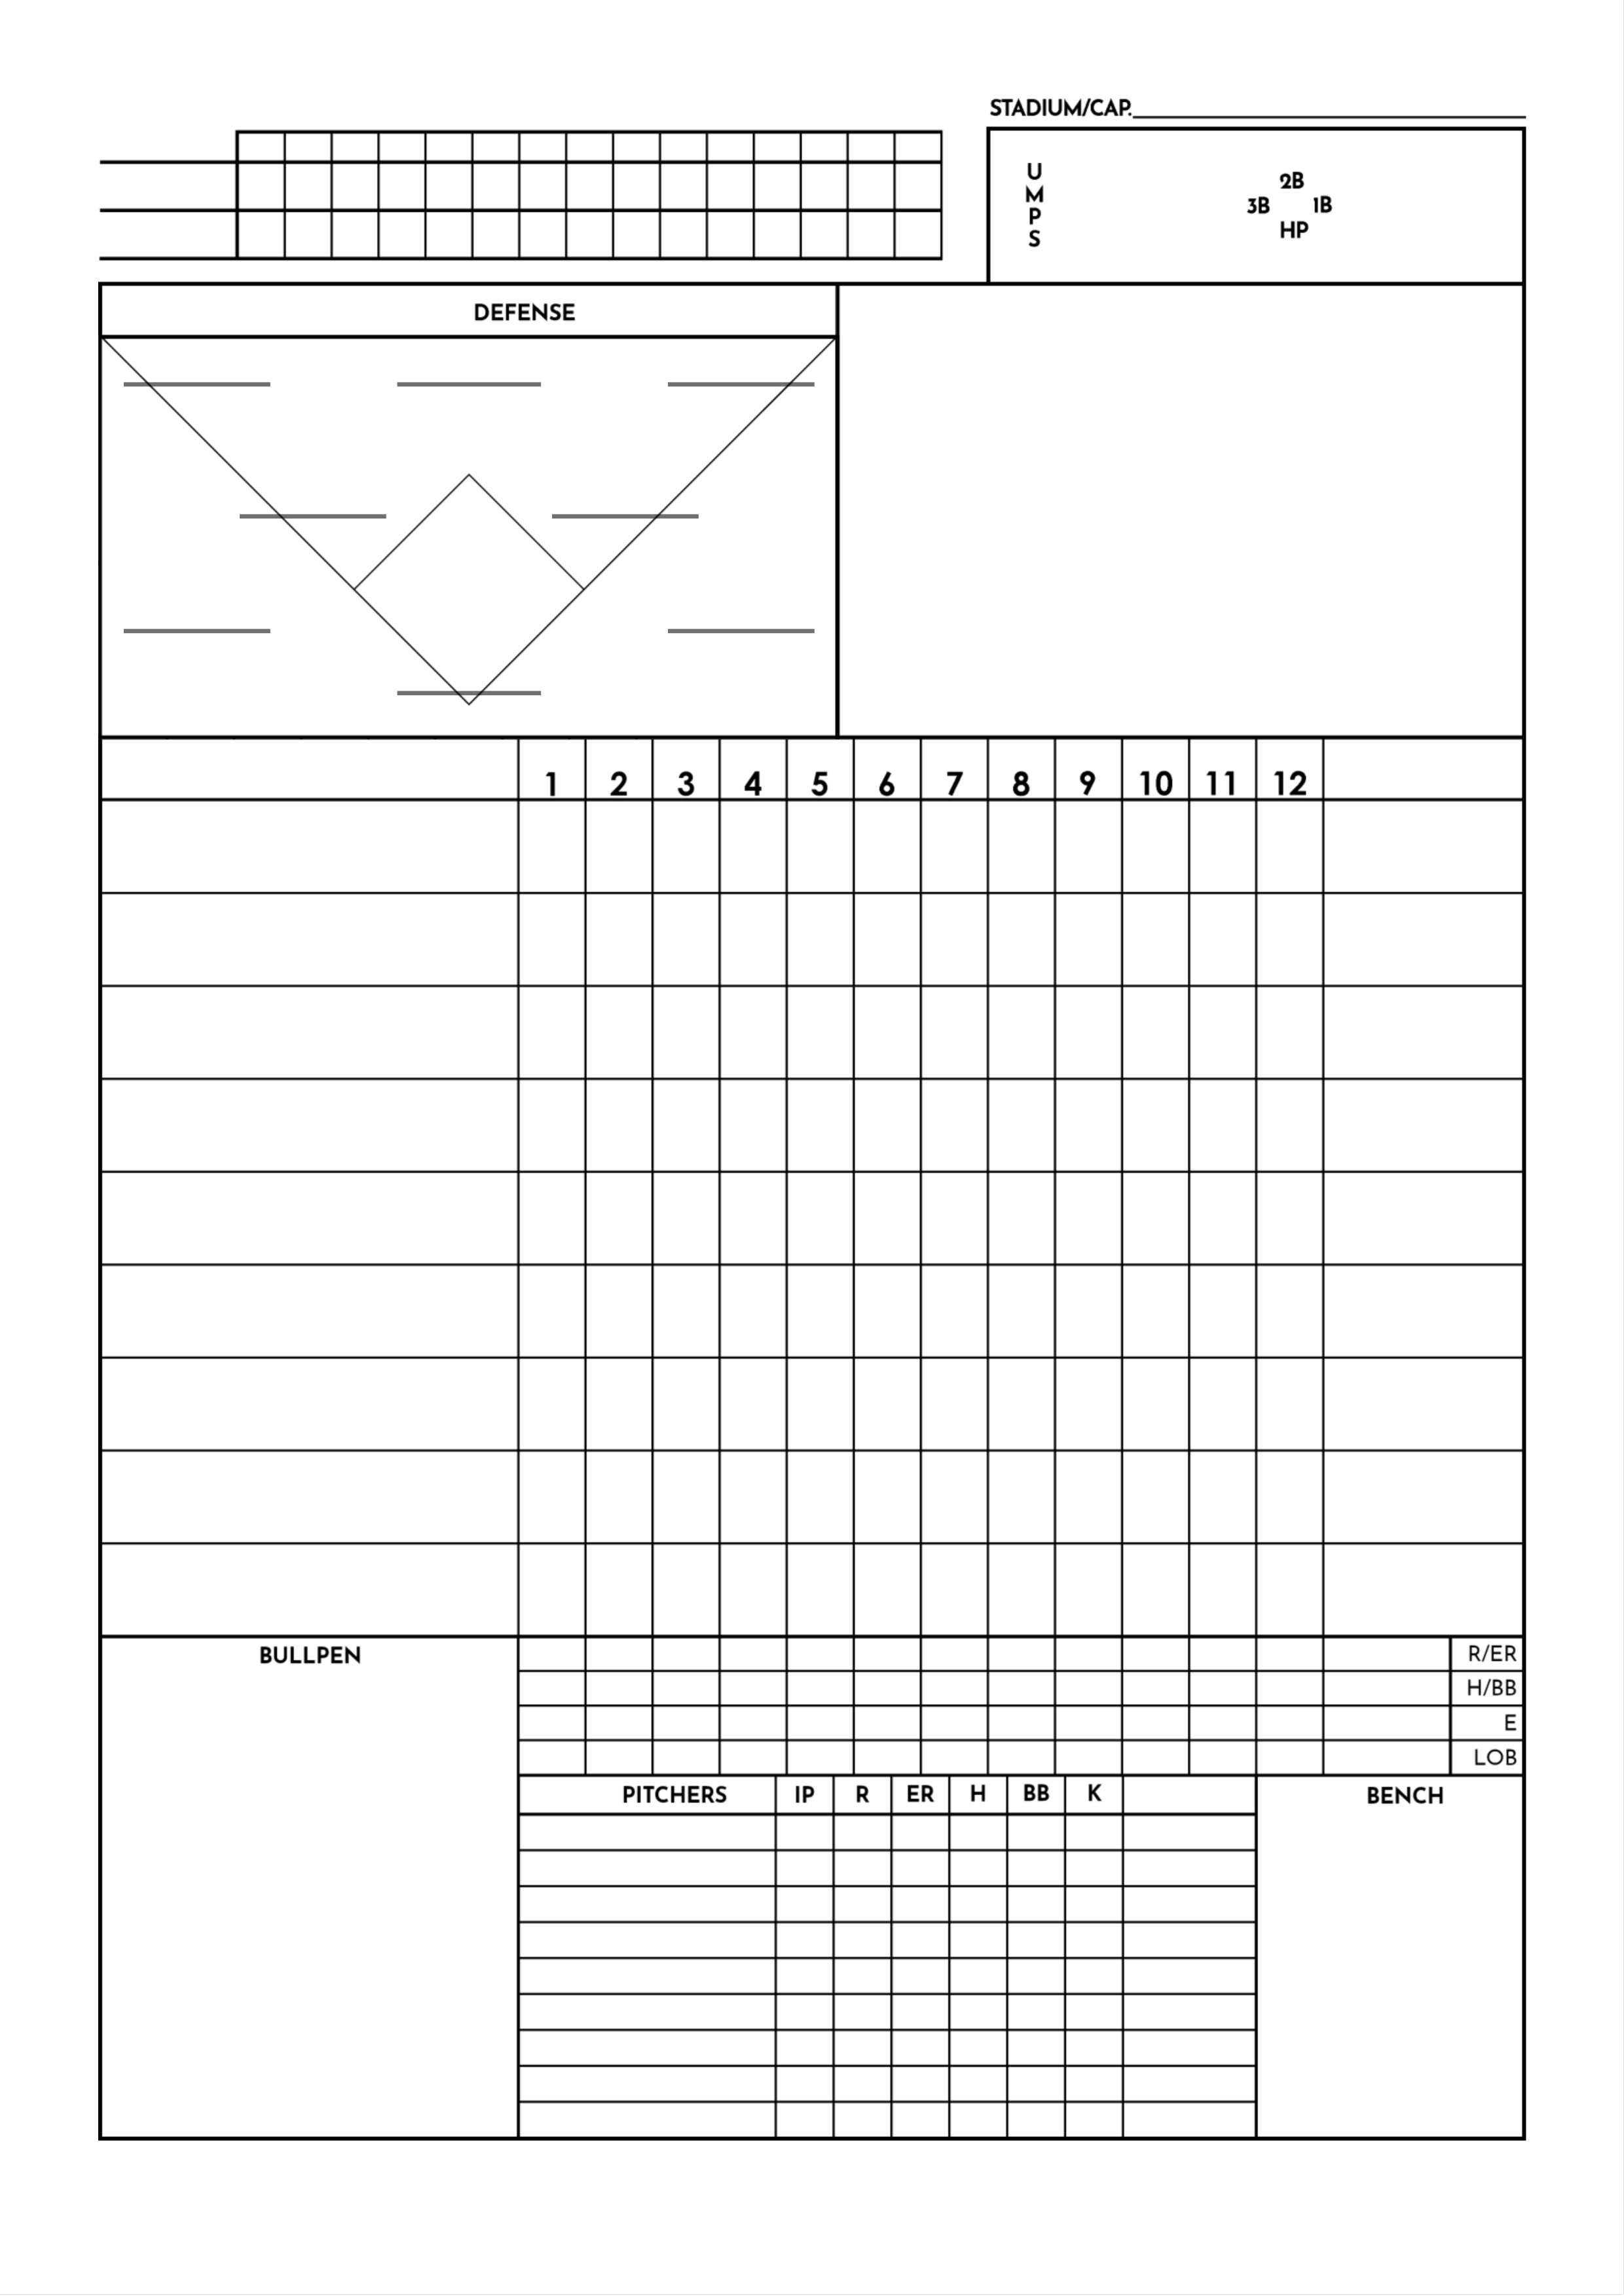 STADIUM/CAP.
U
M
P
S
2B
3B 1B
HP
DEFENSE
1 2 3 4 5 6 7 8 9 10 11 12
BULLPEN
R/ER
H/BB
E
LOB
PITCHERS IP R ER H BB K
BENCH